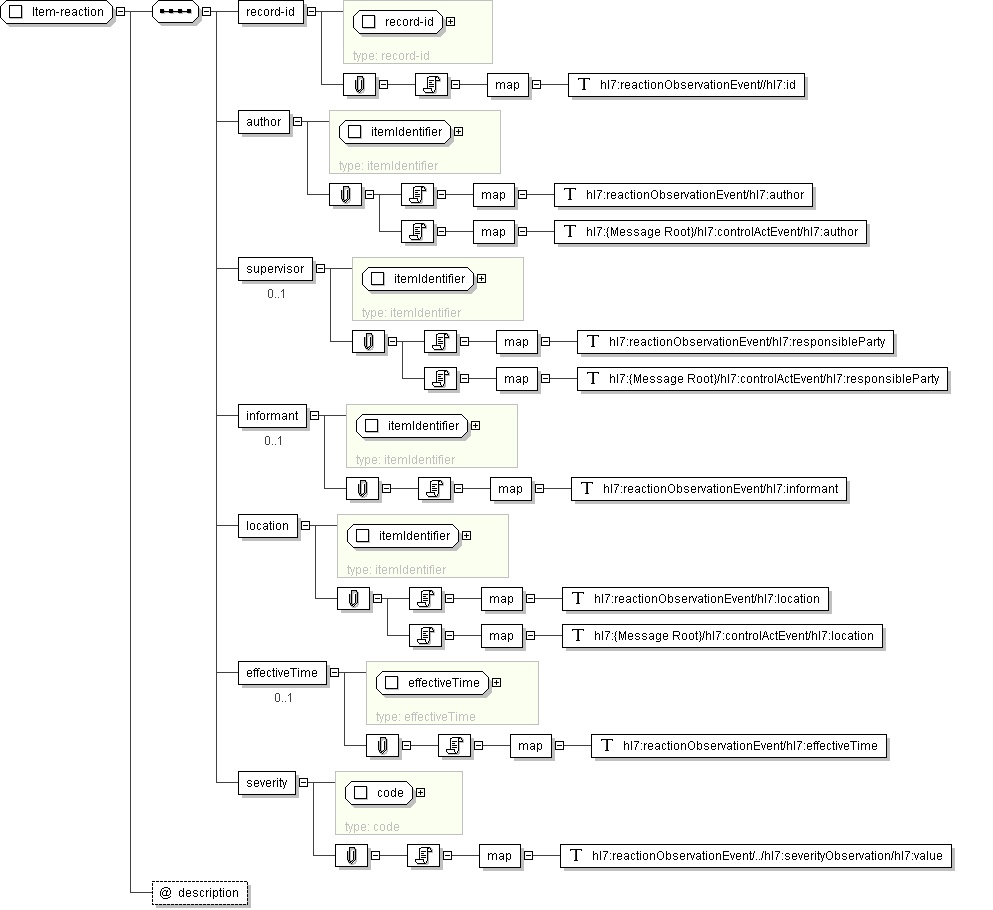 Item-reaction
record-id
record-id
type: record-id
map
T hl7:reactionObservationEvent//hl7:id
author
itemIdentifier
type: itemIdentifier
map
T hl7:reactionObservationEvent/hl7:author
map
T hl7:{Message Root}/hl7:controlActEvent/hl7:author
supervisor
0..1
itemIdentifier
type: itemIdentifier
map
T hl7:reactionObservationEvent/hl7:responsibleParty
map
T hl7:{Message Root}/hl7:controlActEvent/hl7:responsibleParty
informant
0..1
itemIdentifier
type: itemIdentifier
map
T hl7:reactionObservationEvent/hl7:informant
location
itemIdentifier
type: itemIdentifier
map
T hl7:reactionObservationEvent/hl7:location
map
T hl7:{Message Root}/hl7:controlActEvent/hl7:location
effectiveTime
0..1
effectiveTime
type: effectiveTime
map
T hl7:reactionObservationEvent/hl7:effectiveTime
severity
code
type: code
map
T hl7:reactionObservationEvent/../hl7:severityObservation/hl7:value
@ description